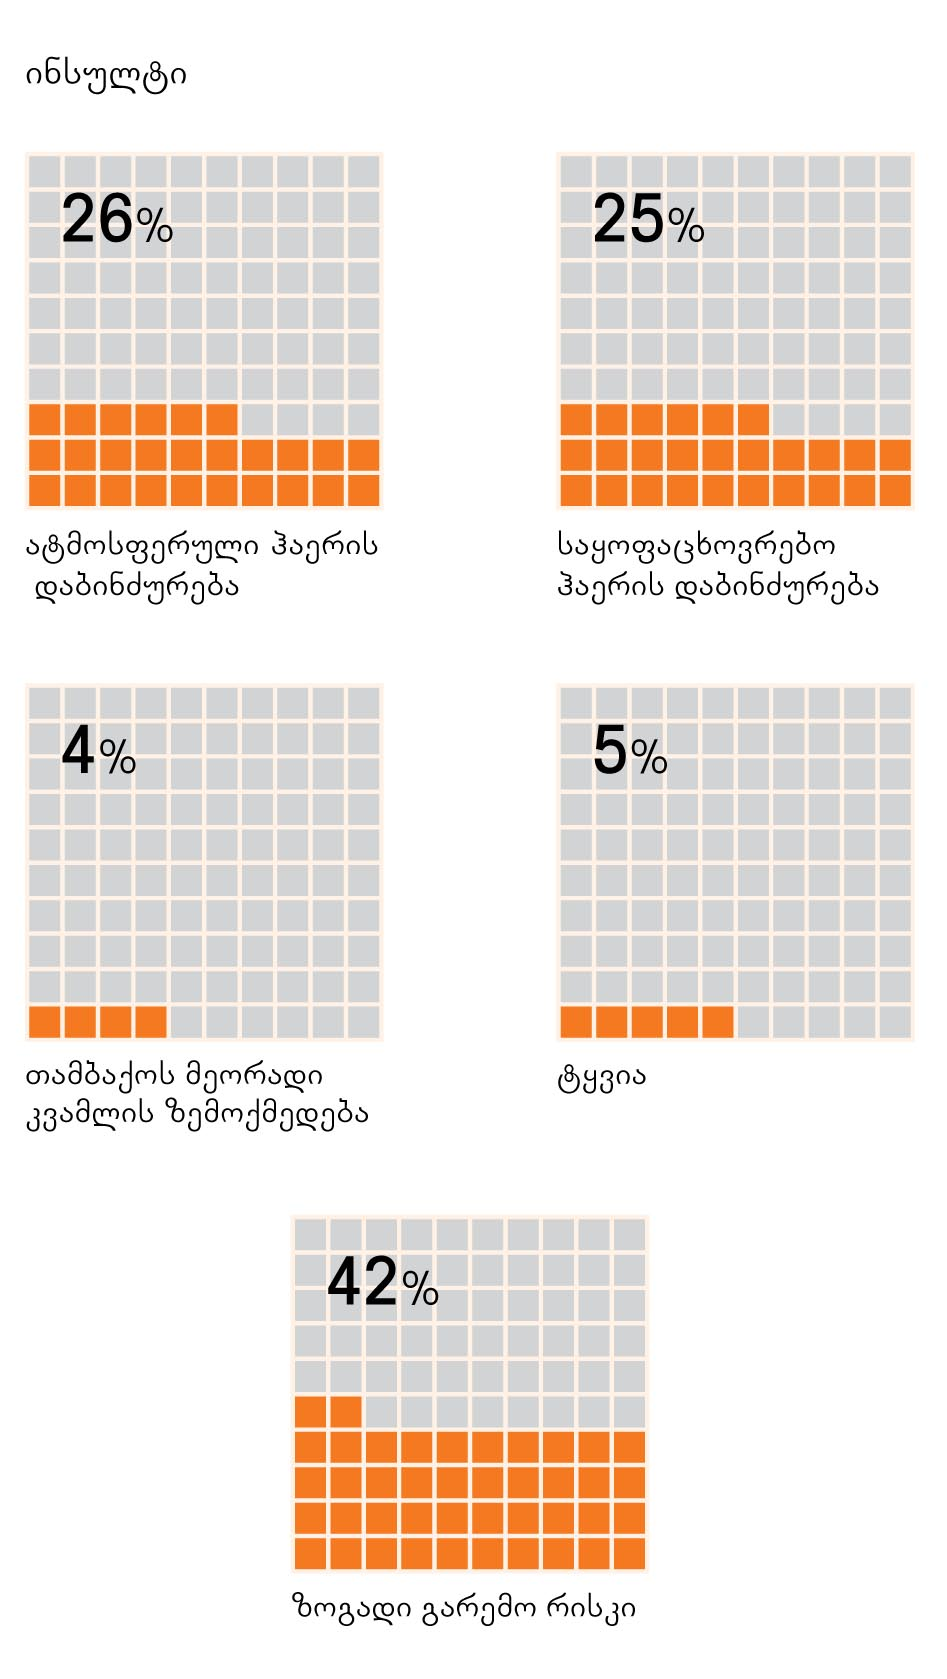 ინსულტი
26%
25%
ატმოსფერული ჰაერის
დაბინძურება
საყოფაცხოვრებო
ჰაერის დაბინძურება
4%
5%
თამბაქოს მეორადი
კვამლის ზემოქმედება
ტყვია
42%
ზოგადი გარემო რისკი